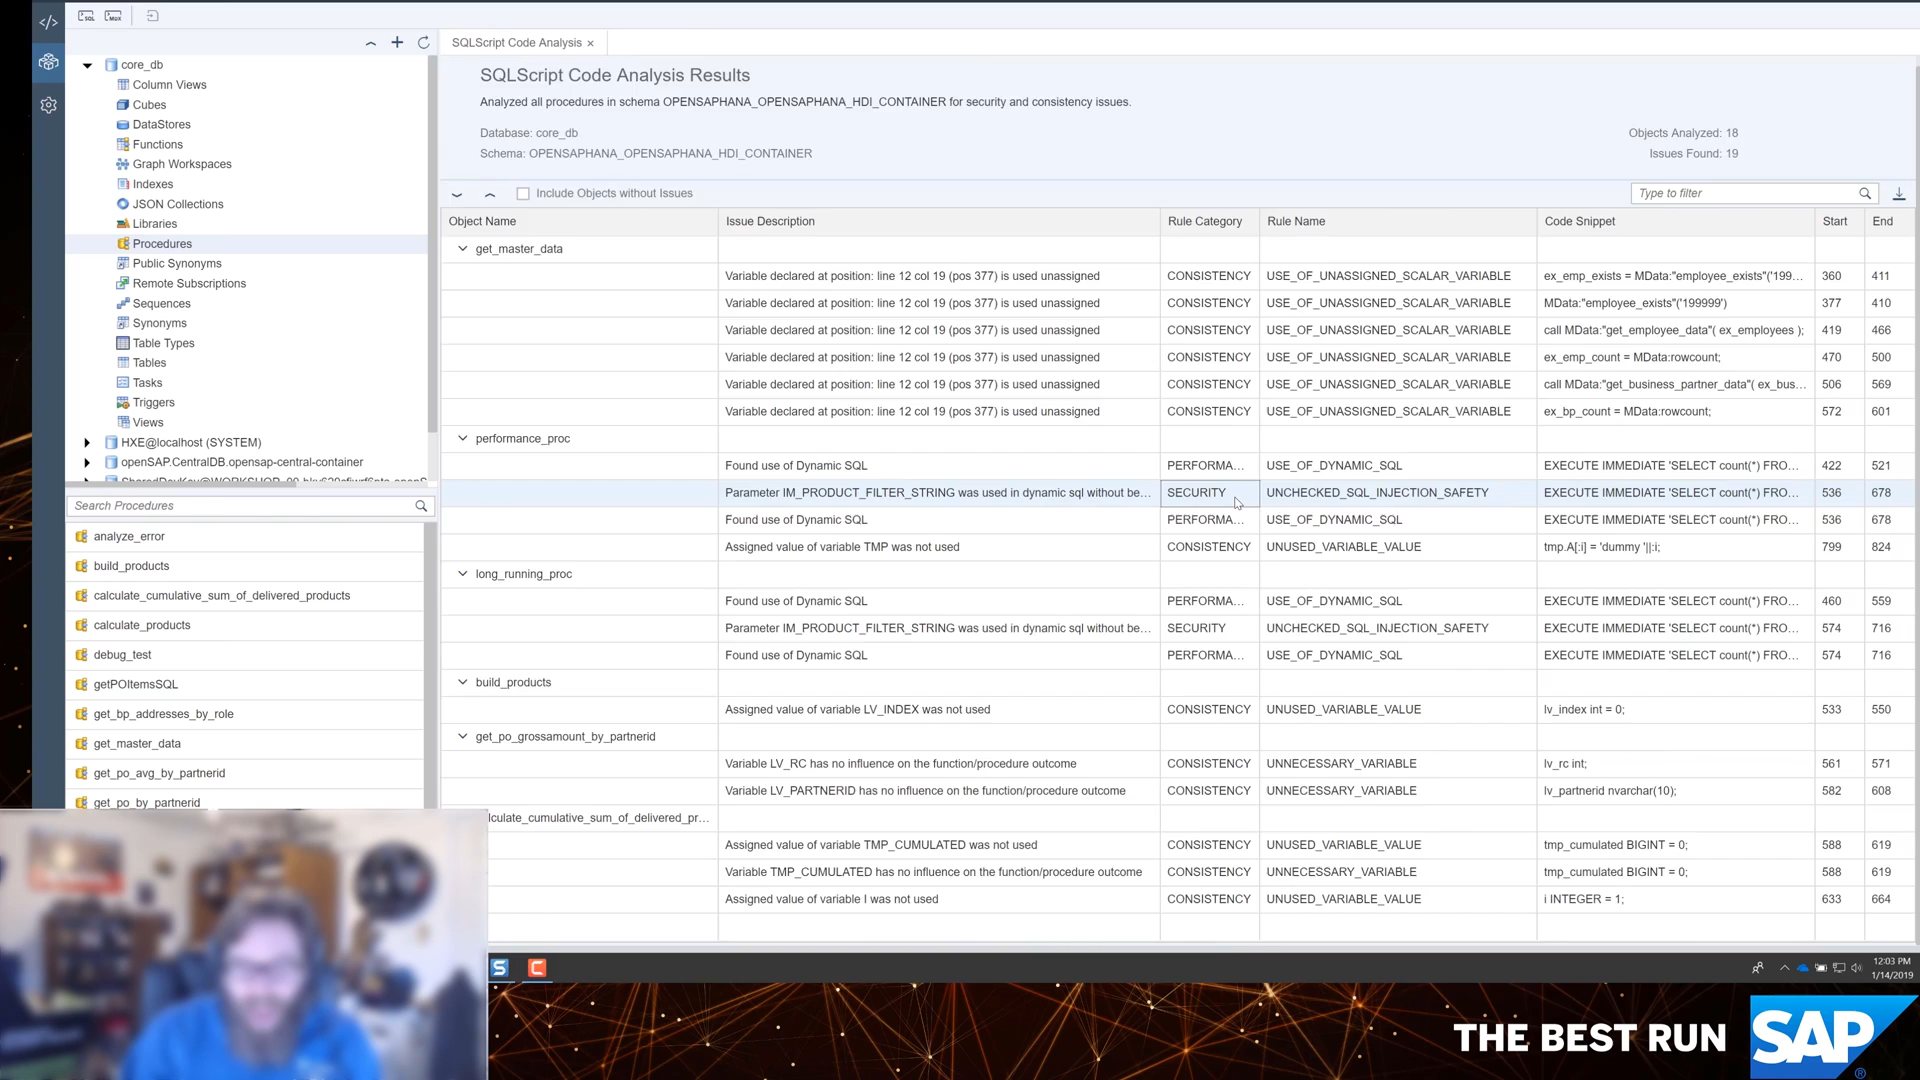 SQL
MDX
SQLScript Code Analysis ×
core_db
Column Views
Cubes
DataStores
Functions
Graph Workspaces
Indexes
JSON Collections
Libraries
Procedures
Public Synonyms
Remote Subscriptions
Sequences
Synonyms
Table Types
Tables
Tasks
Triggers
Views
HXE@localhost (SYSTEM)
openSAP.CentralDB.opensap-central-container
Search Procedures
analyze_error
build_products
calculate_cumulative_sum_of_delivered_products
calculate_products
debug_test
getPOItemsSQL
get_bp_addresses_by_role
get_master_data
get_po_avg_by_partnerid
get_po_by_partnerid
SQLScript Code Analysis Results
Analyzed all procedures in schema OPENSAPHANA_OPENSAPHANA_HDI_CONTAINER for security and consistency issues.
Database: core_db
Objects Analyzed: 18
Schema: OPENSAPHANA_OPENSAPHANA_HDI_CONTAINER
Issues Found: 19
Include Objects without Issues
Type to filter
Object Name Issue Description Rule Category Rule Name Code Snippet Start End
get_master_data
Variable declared at position: line 12 col 19 (pos 377) is used unassigned CONSISTENCY USE_OF_UNASSIGNED_SCALAR_VARIABLE ex_emp_exists = MData:"employee_exists"('199... 360 411
Variable declared at position: line 12 col 19 (pos 377) is used unassigned CONSISTENCY USE_OF_UNASSIGNED_SCALAR_VARIABLE MData:"employee_exists"('199999') 377 410
Variable declared at position: line 12 col 19 (pos 377) is used unassigned CONSISTENCY USE_OF_UNASSIGNED_SCALAR_VARIABLE call MData:"get_employee_data"( ex_employees ); 419 466
Variable declared at position: line 12 col 19 (pos 377) is used unassigned CONSISTENCY USE_OF_UNASSIGNED_SCALAR_VARIABLE ex_emp_count = MData:rowcount; 470 500
Variable declared at position: line 12 col 19 (pos 377) is used unassigned CONSISTENCY USE_OF_UNASSIGNED_SCALAR_VARIABLE call MData:"get_business_partner_data"( ex_bus... 506 569
Variable declared at position: line 12 col 19 (pos 377) is used unassigned CONSISTENCY USE_OF_UNASSIGNED_SCALAR_VARIABLE ex_bp_count = MData:rowcount; 572 601
performance_proc
Found use of Dynamic SQL PERFORMA... USE_OF_DYNAMIC_SQL EXECUTE IMMEDIATE 'SELECT count(*) FRO... 422 521
Parameter IM_PRODUCT_FILTER_STRING was used in dynamic sql without be... SECURITY UNCHECKED_SQL_INJECTION_SAFETY EXECUTE IMMEDIATE 'SELECT count(*) FRO... 536 678
Found use of Dynamic SQL PERFORMA... USE_OF_DYNAMIC_SQL EXECUTE IMMEDIATE 'SELECT count(*) FRO... 536 678
Assigned value of variable TMP was not used CONSISTENCY UNUSED_VARIABLE_VALUE tmp.A[:i] = 'dummy '||:i; 799 824
long_running_proc
Found use of Dynamic SQL PERFORMA... USE_OF_DYNAMIC_SQL EXECUTE IMMEDIATE 'SELECT count(*) FRO... 460 559
Parameter IM_PRODUCT_FILTER_STRING was used in dynamic sql without be... SECURITY UNCHECKED_SQL_INJECTION_SAFETY EXECUTE IMMEDIATE 'SELECT count(*) FRO... 574 716
Found use of Dynamic SQL PERFORMA... USE_OF_DYNAMIC_SQL EXECUTE IMMEDIATE 'SELECT count(*) FRO... 574 716
build_products
Assigned value of variable LV_INDEX was not used CONSISTENCY UNUSED_VARIABLE_VALUE lv_index int = 0; 533 550
get_po_grossamount_by_partnerid
Variable LV_RC has no influence on the function/procedure outcome CONSISTENCY UNNECESSARY_VARIABLE lv_rc int; 561 571
Variable LV_PARTNERID has no influence on the function/procedure outcome CONSISTENCY UNNECESSARY_VARIABLE lv_partnerid nvarchar(10); 582 608
lculate_cumulative_sum_of_delivered_pr...
Assigned value of variable TMP_CUMULATED was not used CONSISTENCY UNUSED_VARIABLE_VALUE tmp_cumulated BIGINT = 0; 588 619
Variable TMP_CUMULATED has no influence on the function/procedure outcome CONSISTENCY UNNECESSARY_VARIABLE tmp_cumulated BIGINT = 0; 588 619
Assigned value of variable I was not used CONSISTENCY UNUSED_VARIABLE_VALUE i INTEGER = 1; 633 664
12:03 PM
1/14/2019
THE BEST RUN SAP®